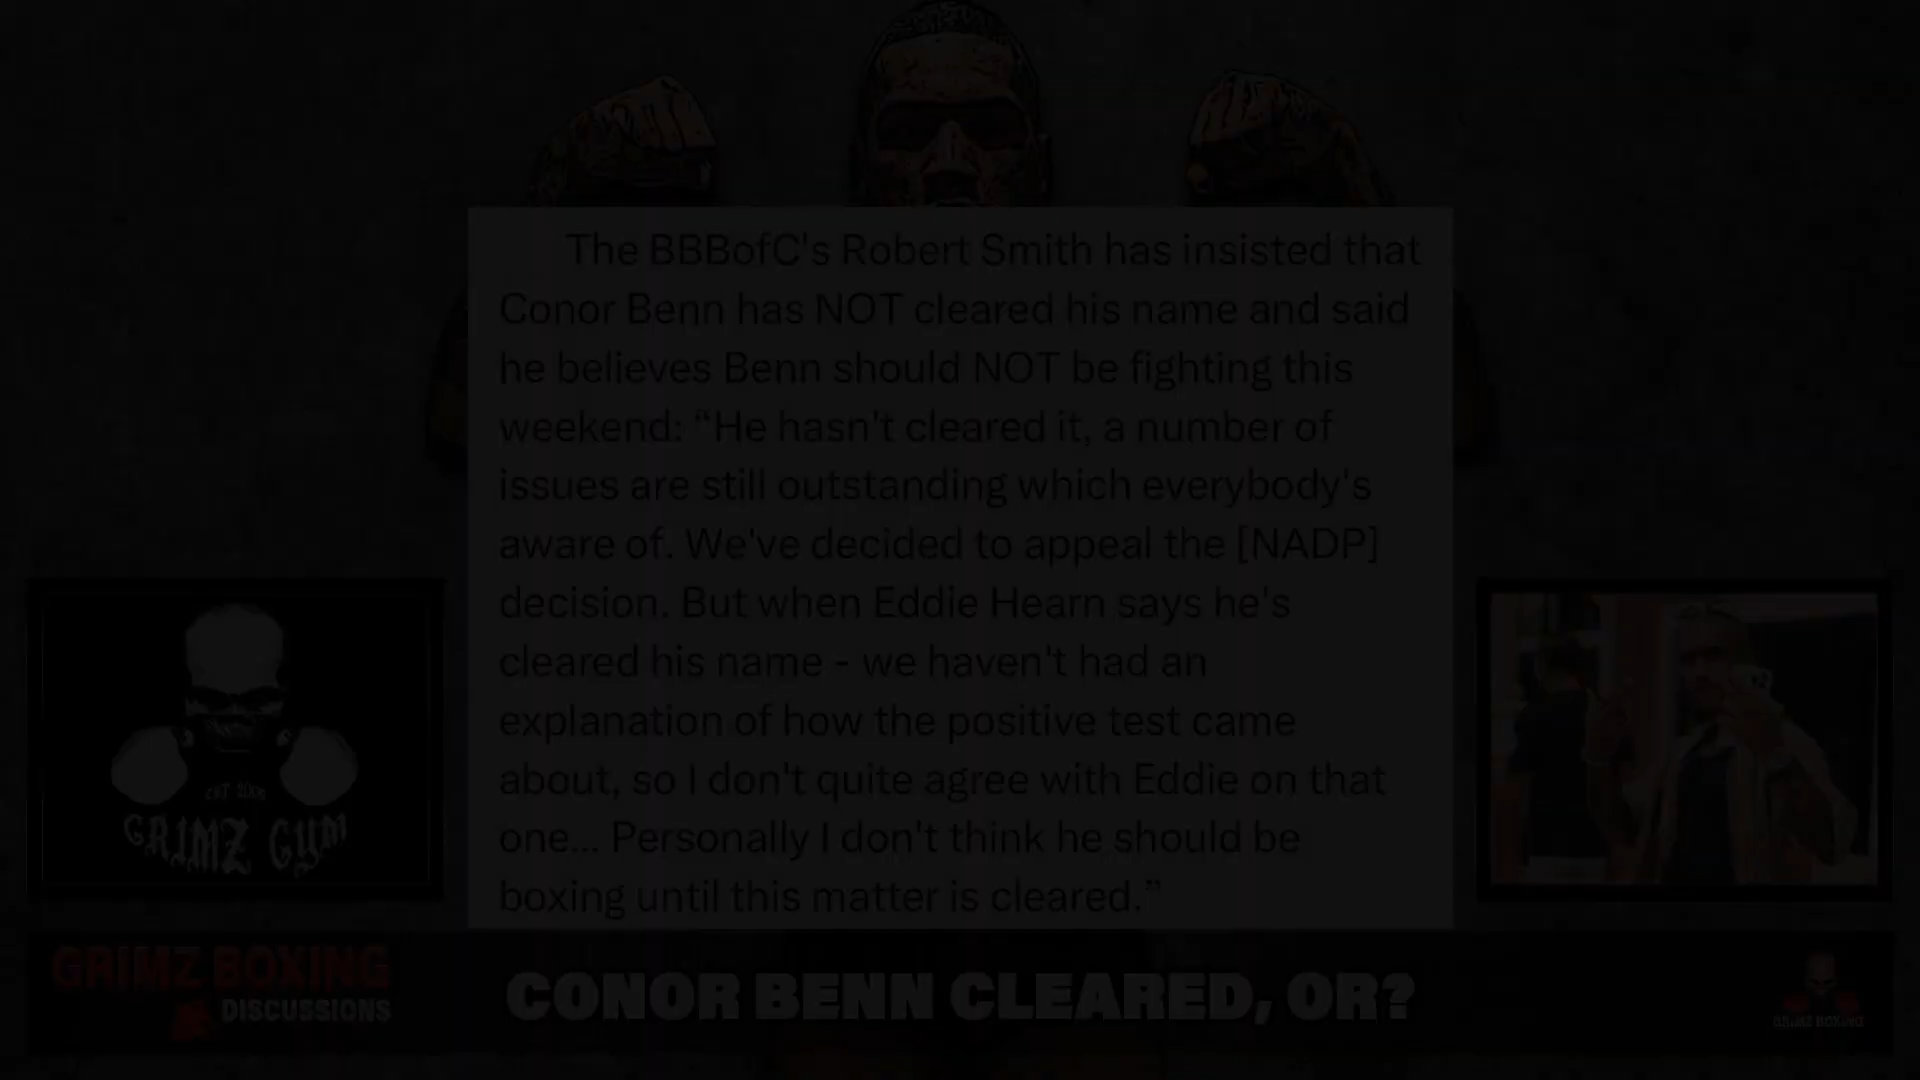 The BBBofC's Robert Smith has insisted that
Conor Benn has NOT cleared his name and said
he believes Benn should NOT be fighting this
weekend: “He hasn't cleared it, a number of
issues are still outstanding which everybody's
aware of. We've decided to appeal the [NADP]
decision. But when Eddie Hearn says he's
cleared his name - we haven't had an
explanation of how the positive test came
about, so I don't quite agree with Eddie on that
one... Personally I don't think he should be
boxing until this matter is cleared.”
GRIMZ GYM
GRIMZ BOXING
DISCUSSIONS
CONOR BENN CLEARED, OR?
GRIMZ BOXING